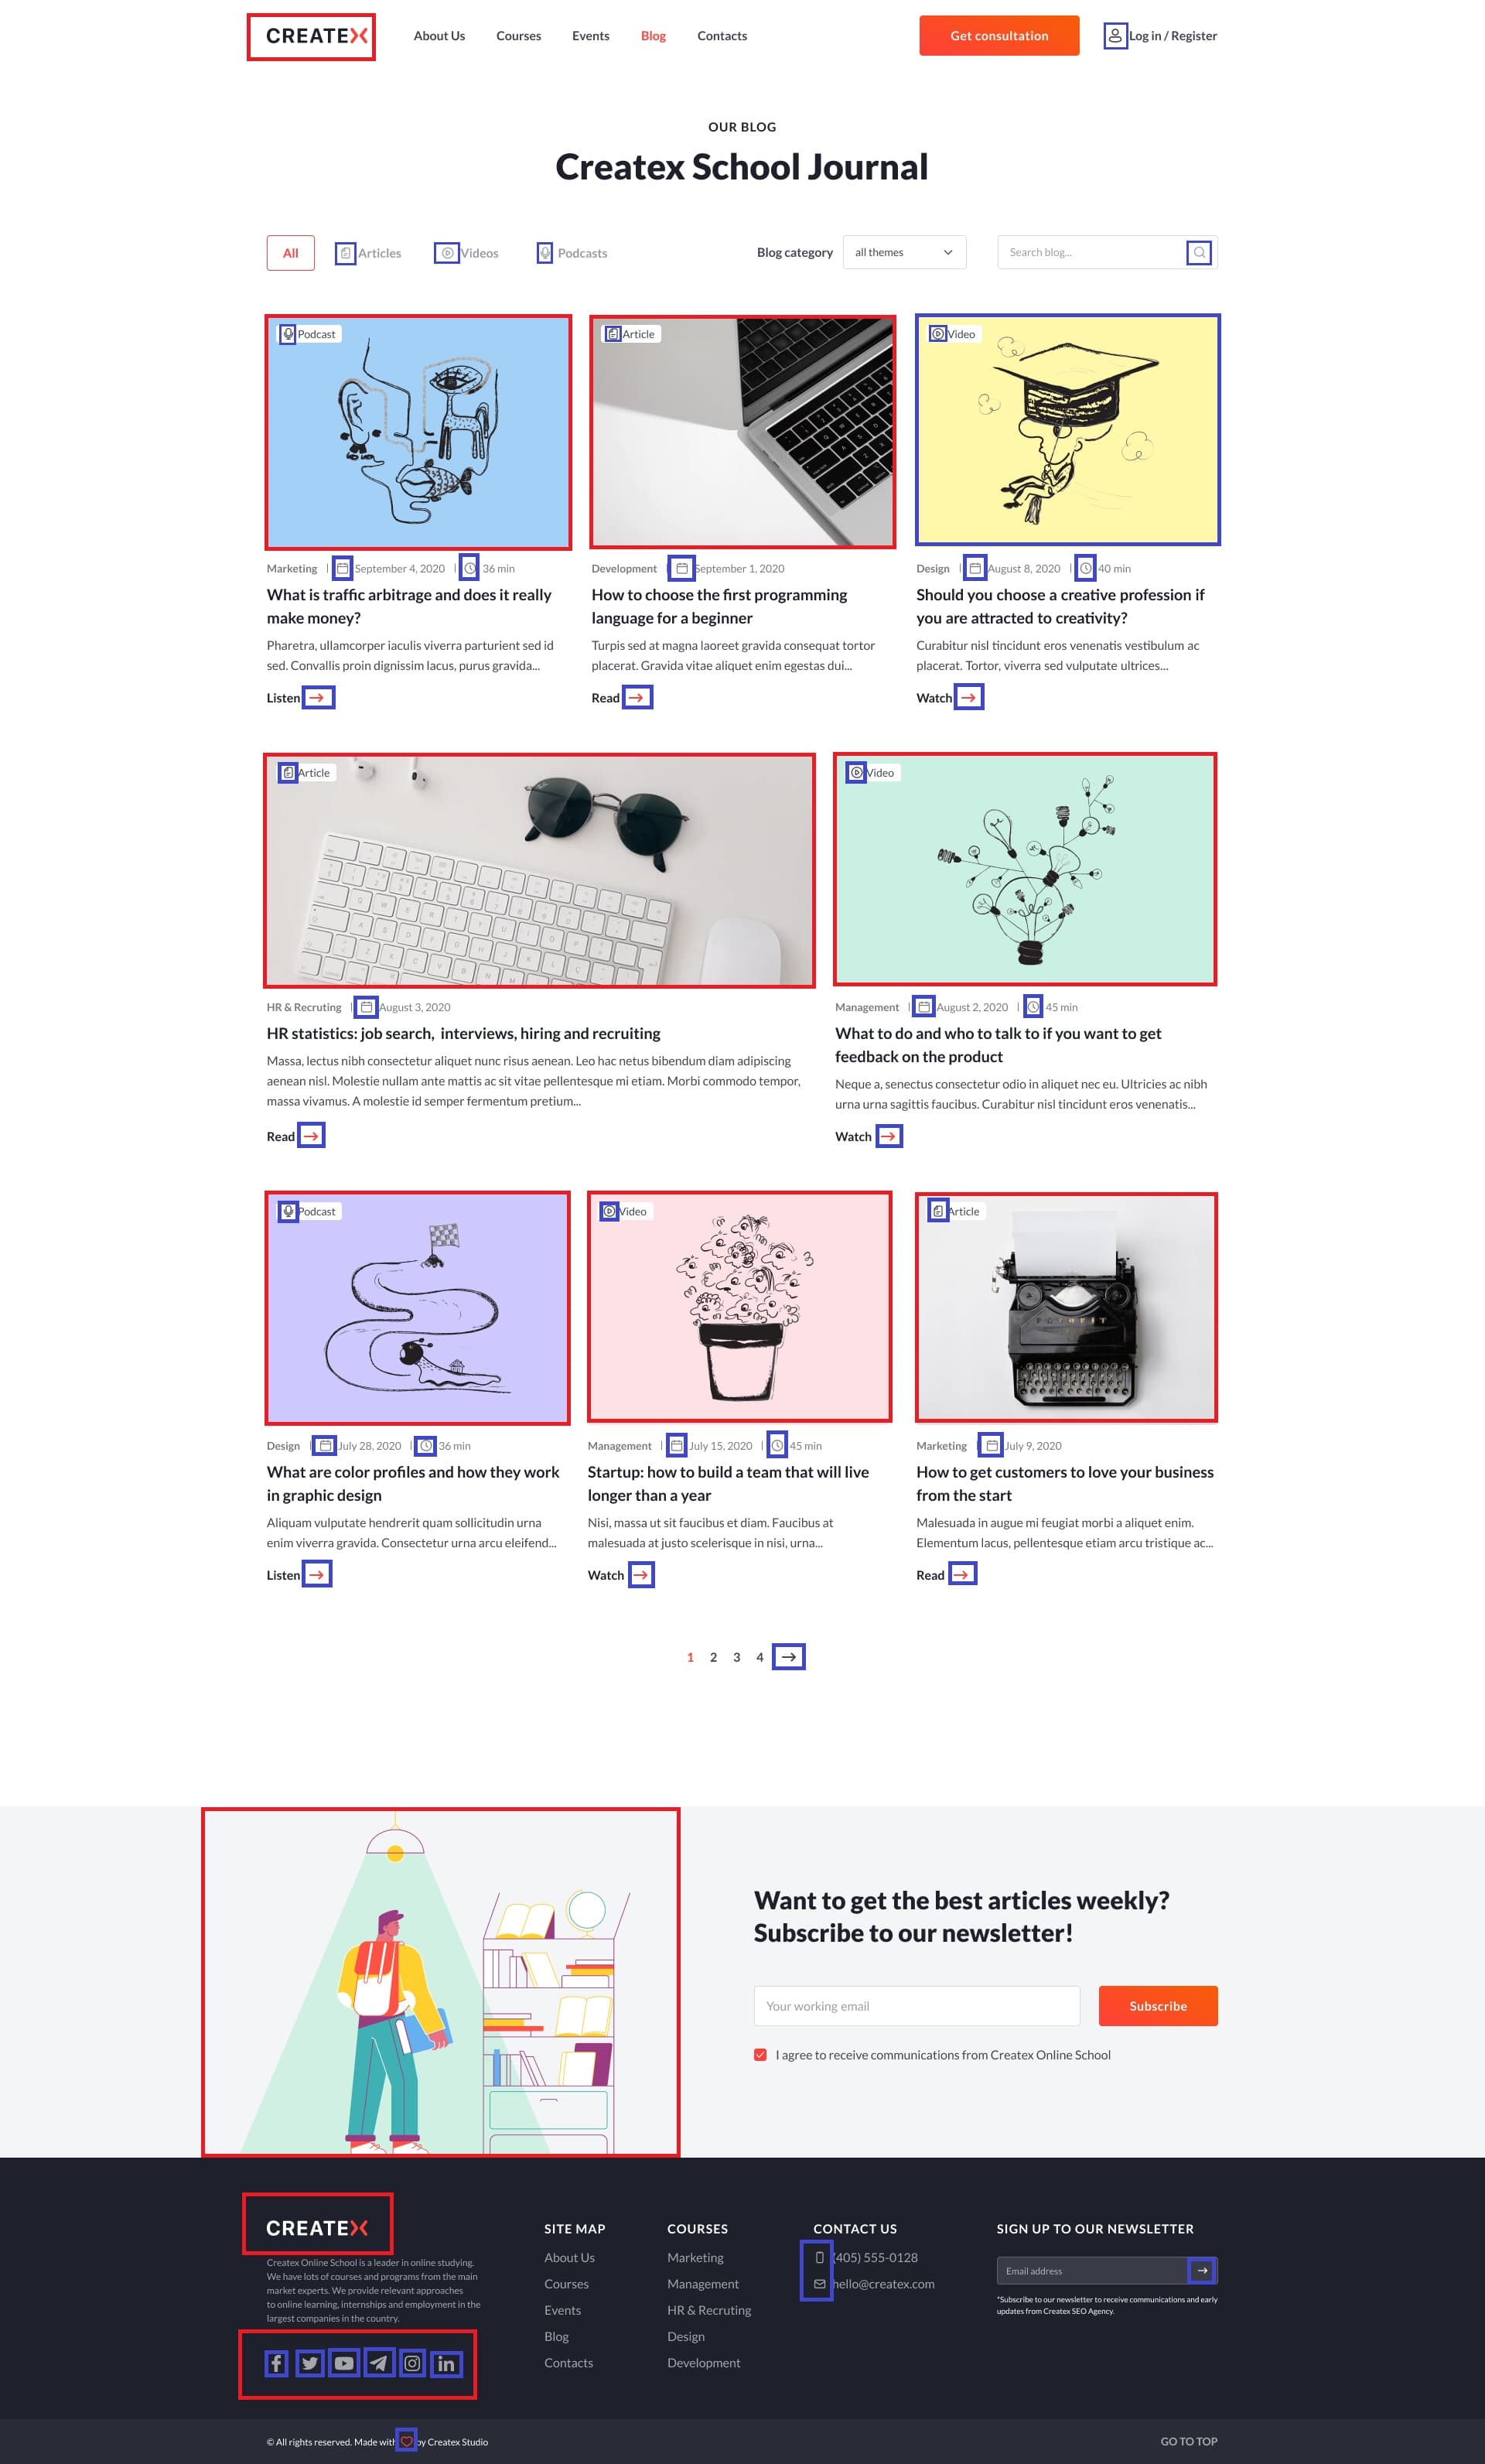 CREATEX
About Us
Courses
Events
Blog
Contacts
Get consultation
Log in / Register
OUR BLOG
Createx School Journal
All
Articles
Videos
Podcasts
Blog category
all themes
Search blog...
Podcast
Article
Video
Marketing | September 4, 2020 | 36 min
What is traffic arbitrage and does it really
make money?
Pharetra, ullamcorper iaculis viverra parturient sed id
sed. Convallis proin dignissim lacus, purus gravida...
Listen
Development | September 1, 2020
How to choose the first programming
language for a beginner
Turpis sed at magna laoreet gravida consequat tortor
placerat. Gravida vitae aliquet enim egestas dui...
Read
Design | August 8, 2020 | 40 min
Should you choose a creative profession if
you are attracted to creativity?
Curabitur nisl tincidunt eros venenatis vestibulum ac
placerat. Tortor, viverra sed vulputate ultrices...
Watch
Article
Video
HR & Recruting | August 3, 2020
HR statistics: job search, interviews, hiring and recruiting
Massa, lectus nibh consectetur aliquet nunc risus aenean. Leo hac netus bibendum diam adipiscing
aenean nisl. Molestie nullam ante mattis ac sit vitae pellentesque mi etiam. Morbi commodo tempor,
massa vivamus. A molestie id semper fermentum pretium...
Read
Management | August 2, 2020 | 45 min
What to do and who to talk to if you want to get
feedback on the product
Neque a, senectus consectetur odio in aliquet nec eu. Ultricies ac nibh
urna urna sagittis faucibus. Curabitur nisl tincidunt eros venenatis...
Watch
Podcast
Video
Article
Design | July 28, 2020 | 36 min
What are color profiles and how they work
in graphic design
Aliquam vulputate hendrerit quam sollicitudin urna
enim viverra gravida. Consectetur urna arcu eleifend...
Listen
Management | July 15, 2020 | 45 min
Startup: how to build a team that will live
longer than a year
Nisi, massa ut sit faucibus et diam. Faucibus at
malesuada at justo scelerisque in nisi, urna...
Watch
Marketing | July 9, 2020
How to get customers to love your business
from the start
Malesuada in augue mi feugiat morbi a aliquet enim.
Elementum lacus, pellentesque etiam arcu tristique ac...
Read
1 2 3 4
Want to get the best articles weekly?
Subscribe to our newsletter!
Your working email
Subscribe
I agree to receive communications from Createx Online School
CREATEX
Createx Online School is a leader in online studying.
We have lots of courses and programs from the main
market experts. We provide relevant approaches
to online learning, internships and employment in the
largest companies in the country.
SITE MAP
About Us
Courses
Events
Blog
Contacts
COURSES
Marketing
Management
HR & Recruting
Design
Development
CONTACT US
(405) 555-0128
hello@createx.com
SIGN UP TO OUR NEWSLETTER
Email address
*Subscribe to our newsletter to receive communications and early
updates from Createx SEO Agency.
© All rights reserved. Made with by Createx Studio
GO TO TOP